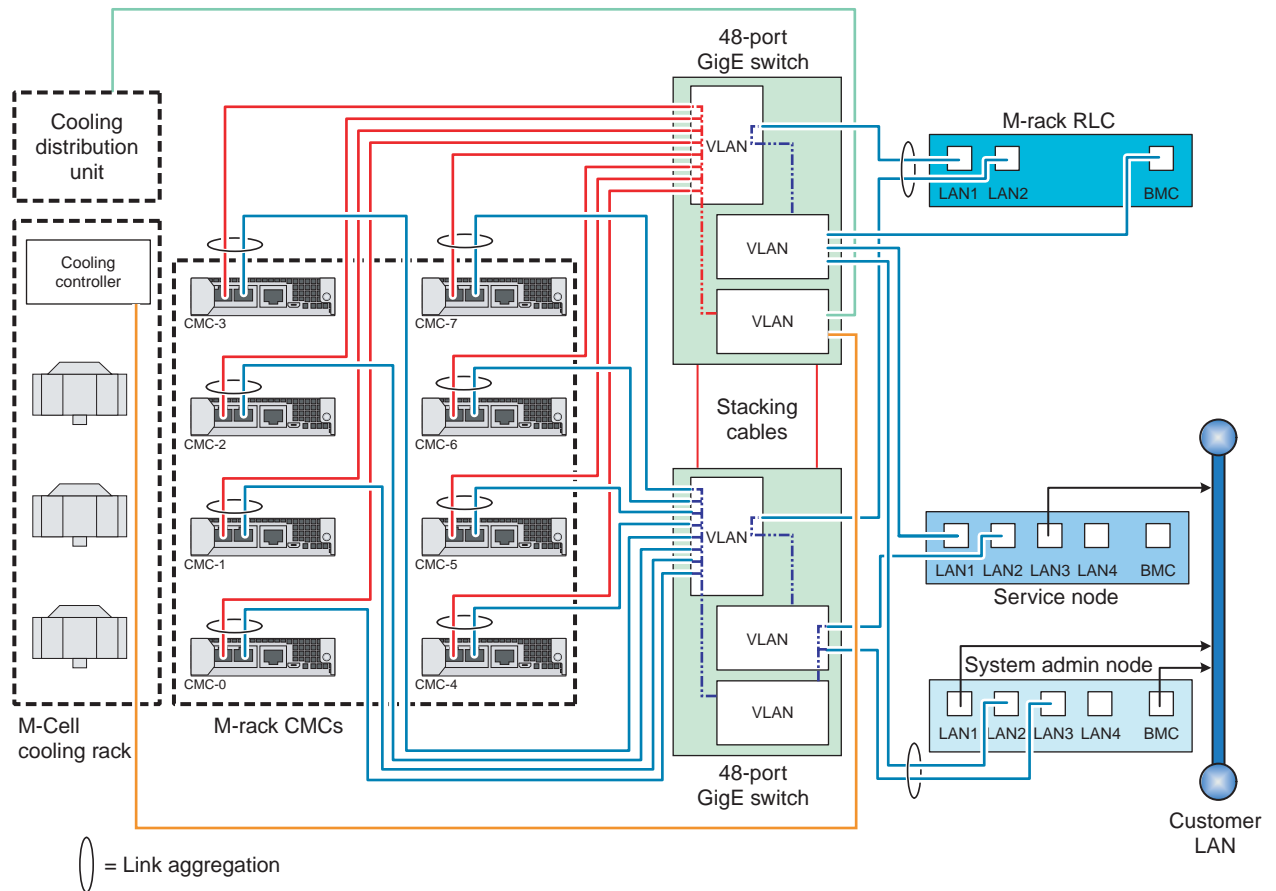 48-port
GigE switch
Cooling
distribution
unit
M-rack RLC
VLAN
LAN1 LAN2 BMC
Cooling
controller
VLAN
CMC-3
CMC-7
VLAN
Stacking
cables
CMC-2
CMC-6
VLAN
CMC-1
CMC-5
LAN1 LAN2 LAN3 LAN4 BMC
Service node
VLAN
System admin node
CMC-0
CMC-4
VLAN
LAN1 LAN2 LAN3 LAN4 BMC
M-Cell
cooling rack
M-rack CMCs
48-port
GigE switch
Customer
LAN
= Link aggregation